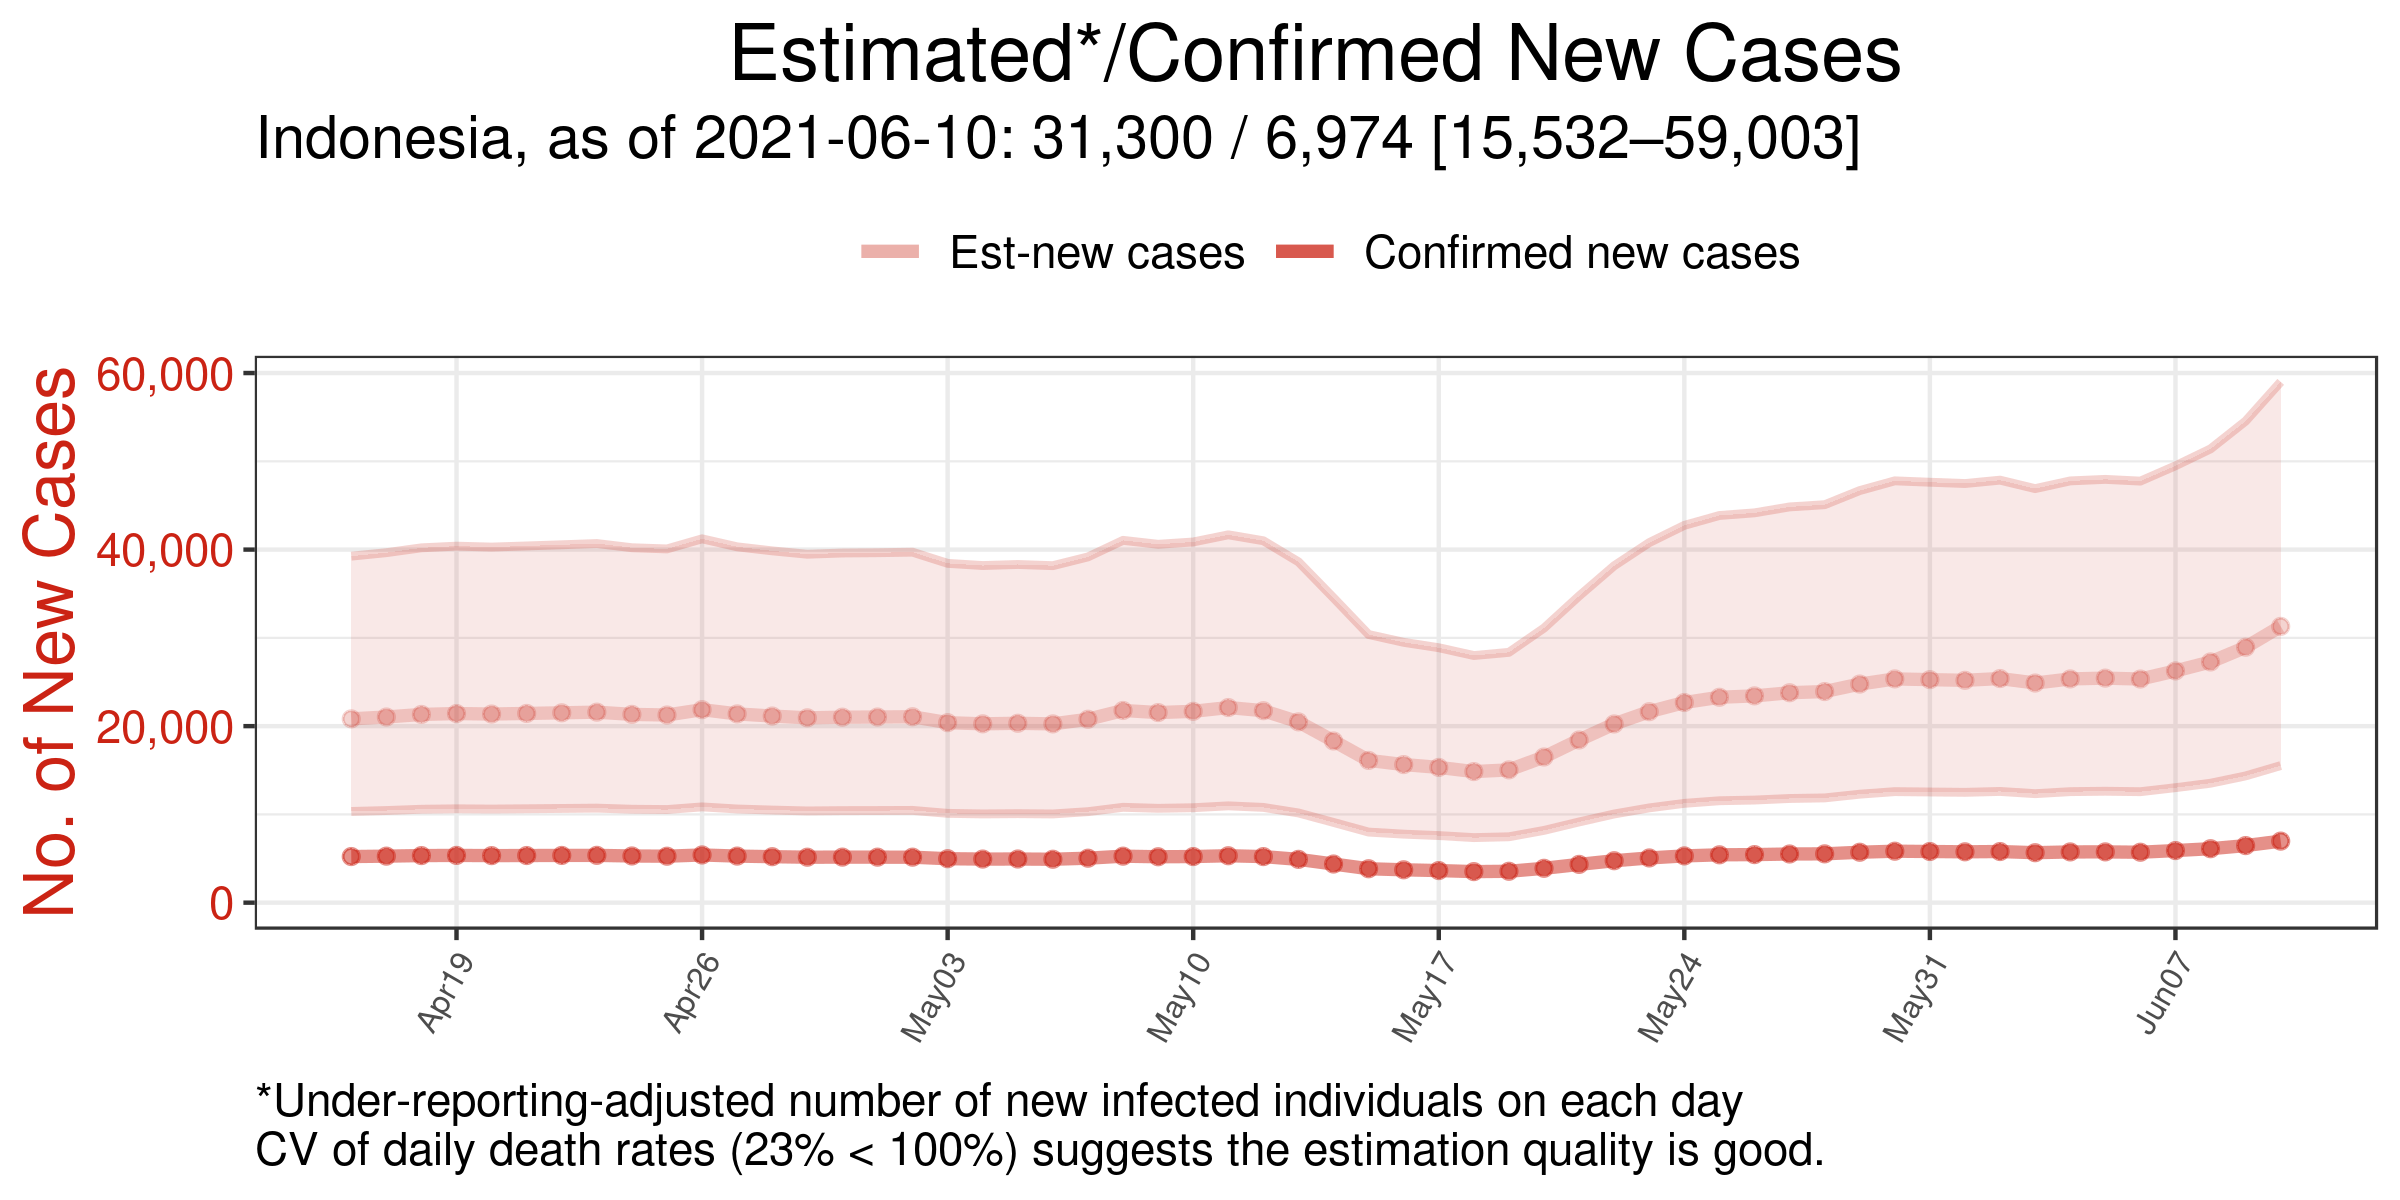 Estimated*/Confirmed New Cases
Indonesia, as of 2021-06-10: 31,300 / 6,974 [15,532–59,003]
Est-new cases
Confirmed new cases
No. of New Cases
60,000
40,000
20,000
0
Apr19
Apr26
May03
May10
May17
May24
May31
Jun07
*Under-reporting-adjusted number of new infected individuals on each day
CV of daily death rates (23% < 100%) suggests the estimation quality is good.